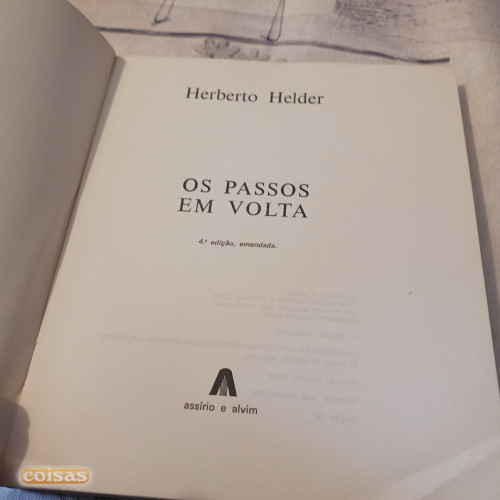 Herberto Helder
OS PASSOS
EM VOLTA
4.ª edição, emendada.
assírio e alvim
coisas